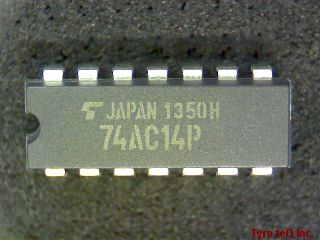 JAPAN 1350H
74AC14P
Tyro teQ Inc.